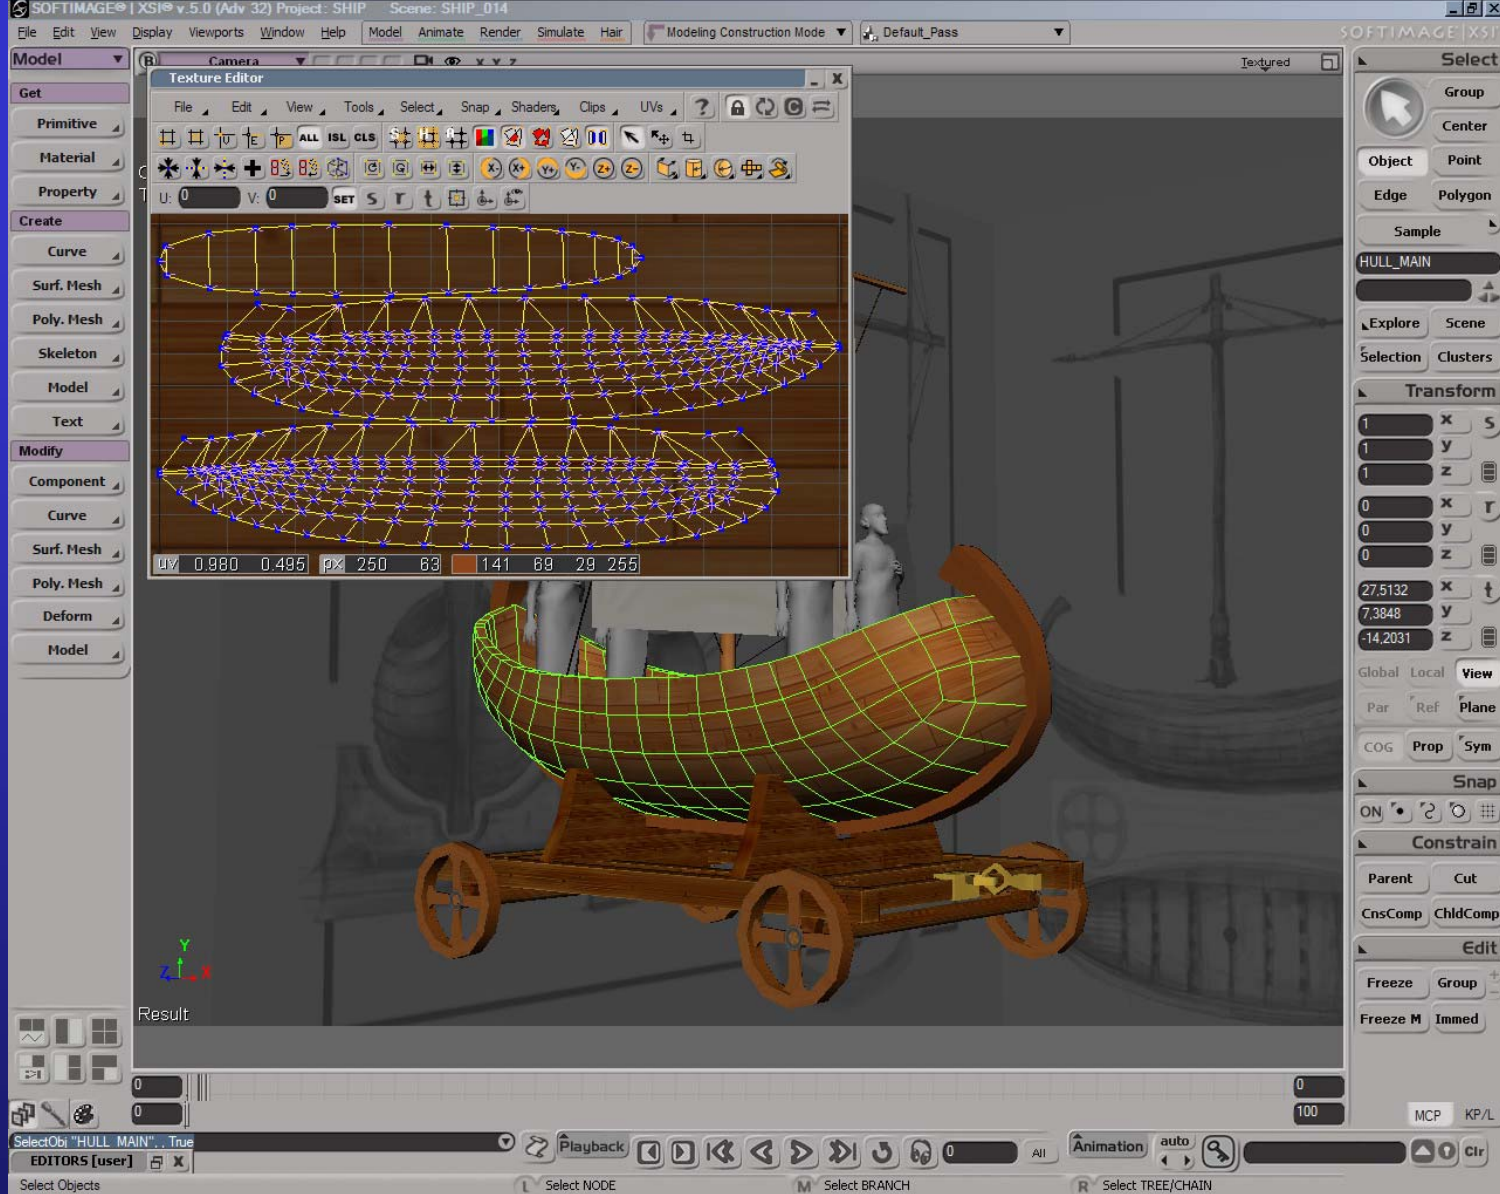 SOFTIMAGE® | XSI® v.5.0 (Adv 32) Project: SHIP Scene: SHIP_014
File Edit View Display Viewports Window Help Model Animate Render Simulate Hair Modeling Construction Mode Default_Pass SOFTIMAGE|XSI
Model
Get
Primitive
Material
Property
Create
Curve
Surf. Mesh
Poly. Mesh
Skeleton
Model
Text
Modify
Component
Curve
Surf. Mesh
Poly. Mesh
Deform
Model
B Camera X Y Z Textured
Texture Editor
File Edit View Tools Select Snap Shaders Clips UVs ?
ALL ISL CLS
U: 0 V: 0 SET s r t
uv 0.980 0.495 px 250 63 141 69 29 255
Y
Z X
Result
Select
Group
Center
Object Point
Edge Polygon
Sample
HULL_MAIN
Explore Scene
Selection Clusters
Transform
1 x s
1 y
1 z
0 x r
0 y
0 z
27,5132 x t
7,3848 y
-14,2031 z
Global Local View
Par Ref Plane
COG Prop Sym
Snap
ON
Constrain
Parent Cut
CnsComp ChldComp
Edit
Freeze Group
Freeze M Immed
0 0
0 100
MCP KP/L
SelectObj "HULL_MAIN", , True
Playback 0 All Animation auto Clr
EDITORS [user] X
Select Objects L Select NODE M Select BRANCH R Select TREE/CHAIN